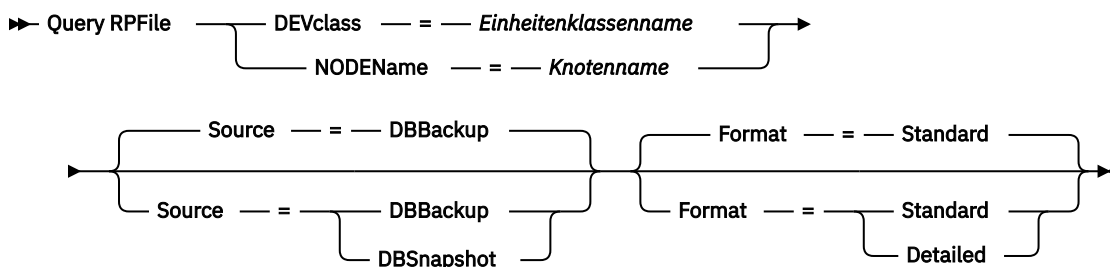 Query RPFile DEVclass = Einheitenklassenname
NODEName = Knotenname
Source = DBBackup Format = Standard
Source = DBBackup Format = Standard
DBSnapshot Detailed